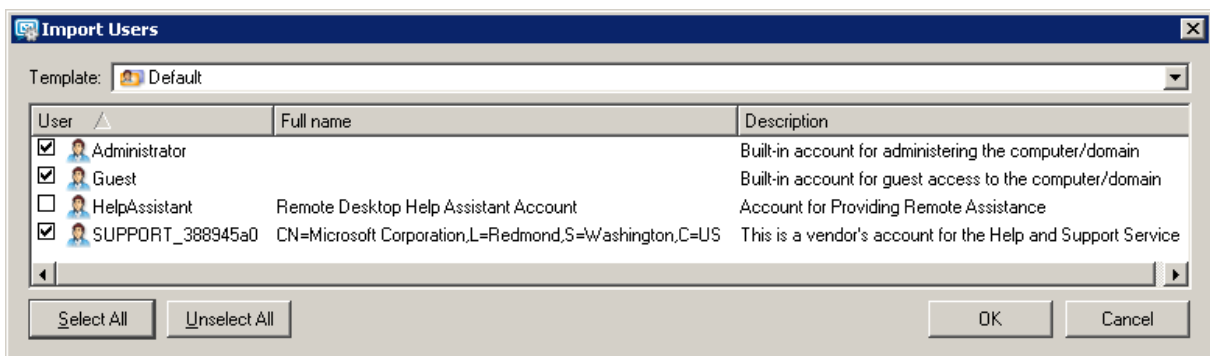 Import Users
Template: Default
User Full name Description
Administrator Built-in account for administering the computer/domain
Guest Built-in account for guest access to the computer/domain
HelpAssistant Remote Desktop Help Assistant Account Account for Providing Remote Assistance
SUPPORT_388945a0 CN=Microsoft Corporation,L=Redmond,S=Washington,C=US This is a vendor's account for the Help and Support Service
Select All Unselect All OK Cancel